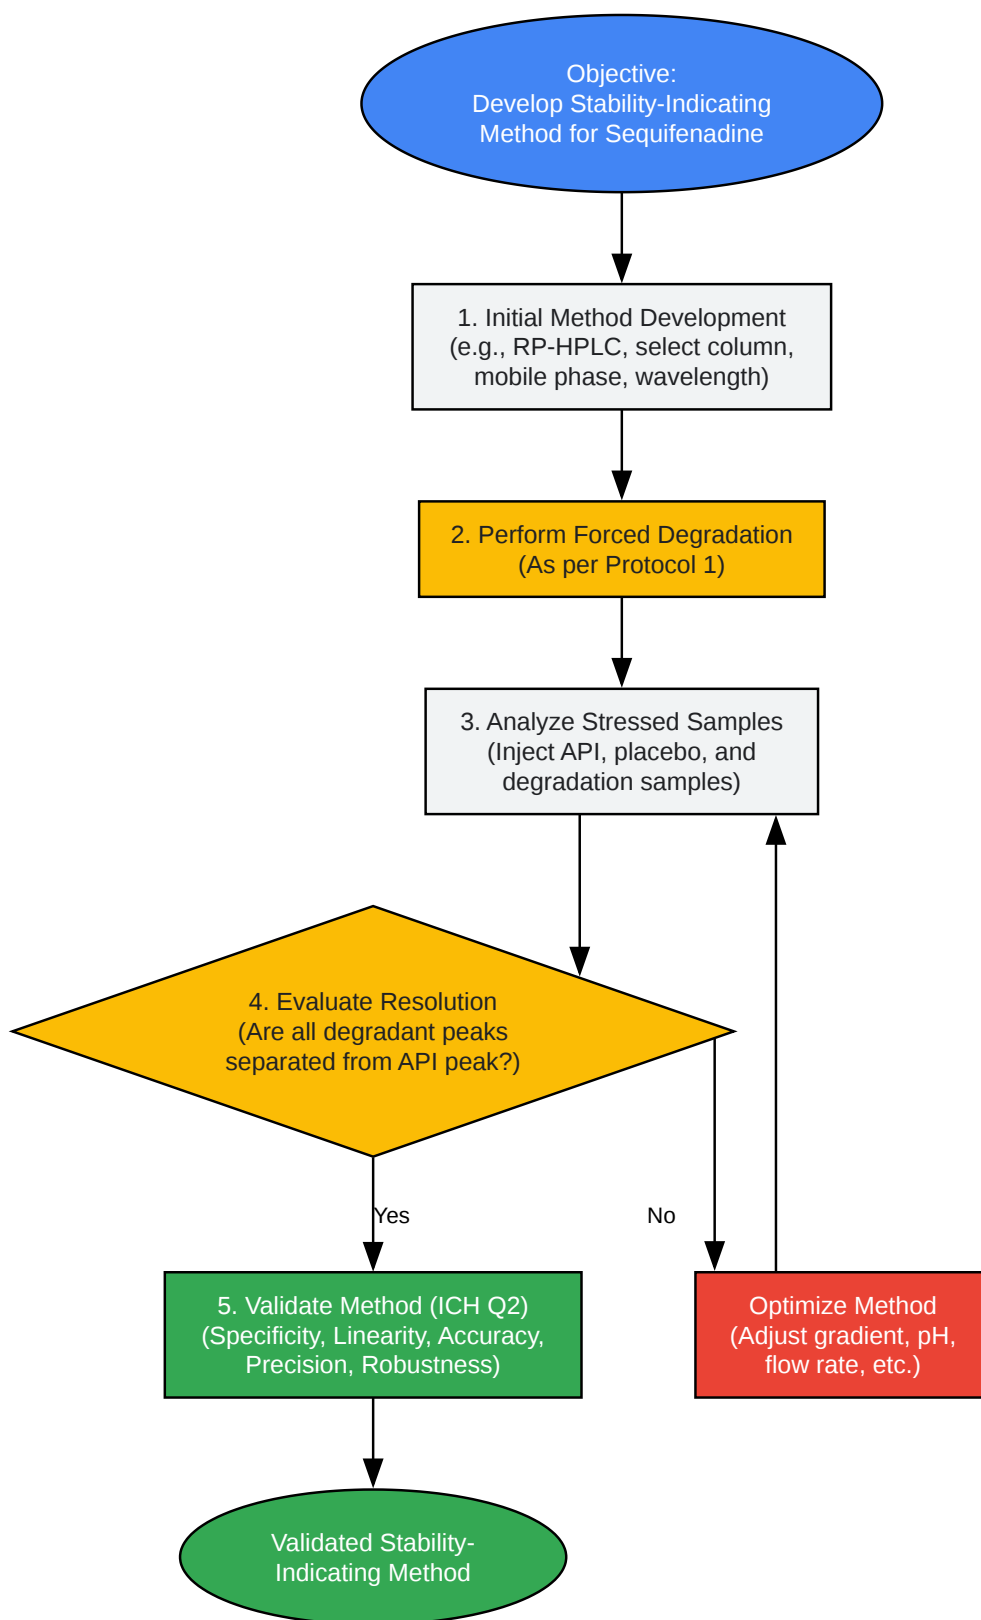 Objective:
Develop Stability-Indicating
Method for Sequifenadine
1. Initial Method Development
(e.g., RP-HPLC, select column,
mobile phase, wavelength)
2. Perform Forced Degradation
(As per Protocol 1)
3. Analyze Stressed Samples
(Inject API, placebo, and
degradation samples)
4. Evaluate Resolution
(Are all degradant peaks
separated from API peak?)
Yes
No
5. Validate Method (ICH Q2)
(Specificity, Linearity, Accuracy,
Precision, Robustness)
Optimize Method
(Adjust gradient, pH,
flow rate, etc.)
Validated Stability-
Indicating Method